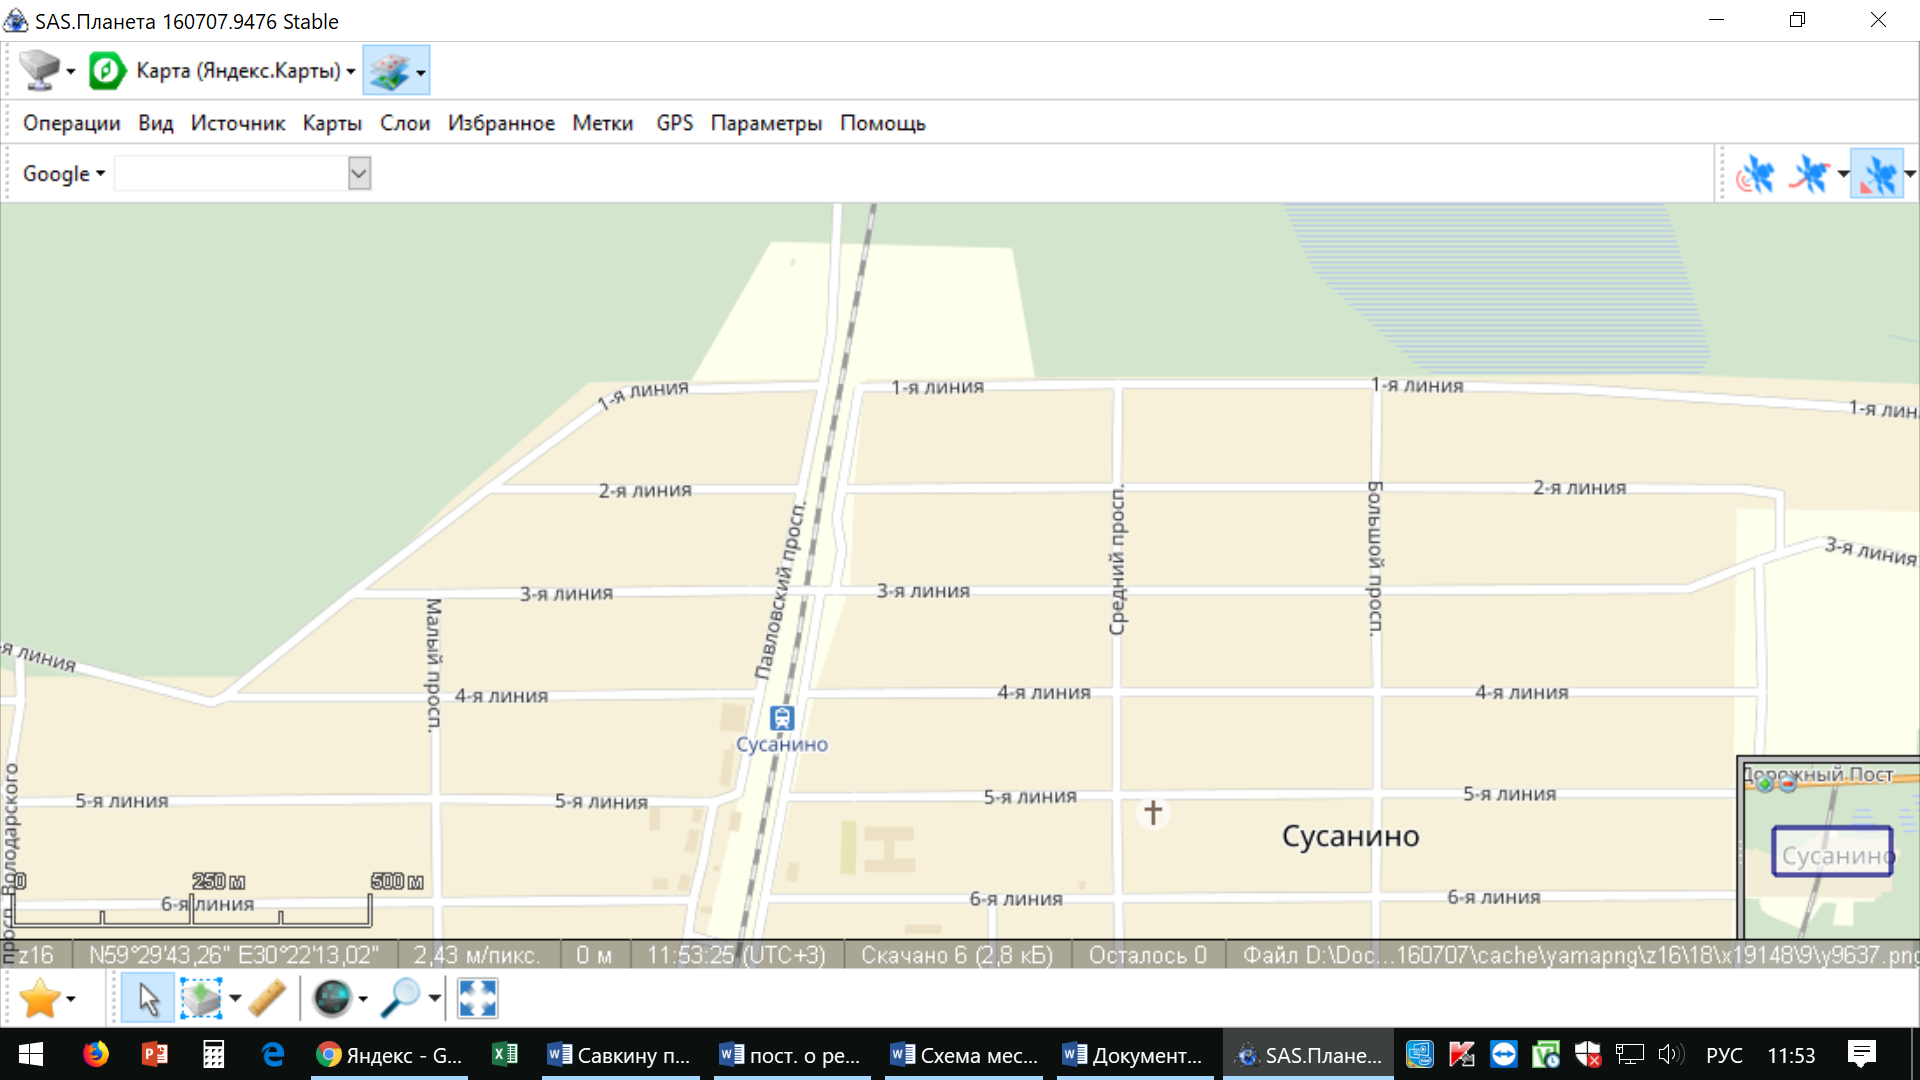 SAS.Планета 160707.9476 Stable
Карта (Яндекс.Карты)
Операции Вид Источник Карты Слои Избранное Метки GPS Параметры Помощь
Google
1-я линия
1-я линия
1-я линия
1-я лин
2-я линия
2-я линия
Павловский просп.
Средний просп.
Большой просп.
3-я линия
3-я линия
3-я линия
Малый просп.
-я линия
4-я линия
4-я линия
4-я линия
Сусанино
5-я линия
5-я линия
5-я линия
5-я линия
Сусанино
просп. Володарского
Дорожный Пост
Сусанино
0 250 м 500 м
6-я линия
6-я линия
6-я линия
z16 N59°29'43,26" E30°22'13,02" 2,43 м/пикс. 0 м 11:53:25 (UTC+3) Скачано 6 (2,8 кБ) Осталось 0 Файл D:\Doc...160707\cache\yamapng\z16\18\x19148\9\y9637.png
Яндекс - G... Савкину п... пост. о ре... Схема мес... Документ... SAS.Плане... РУС 11:53